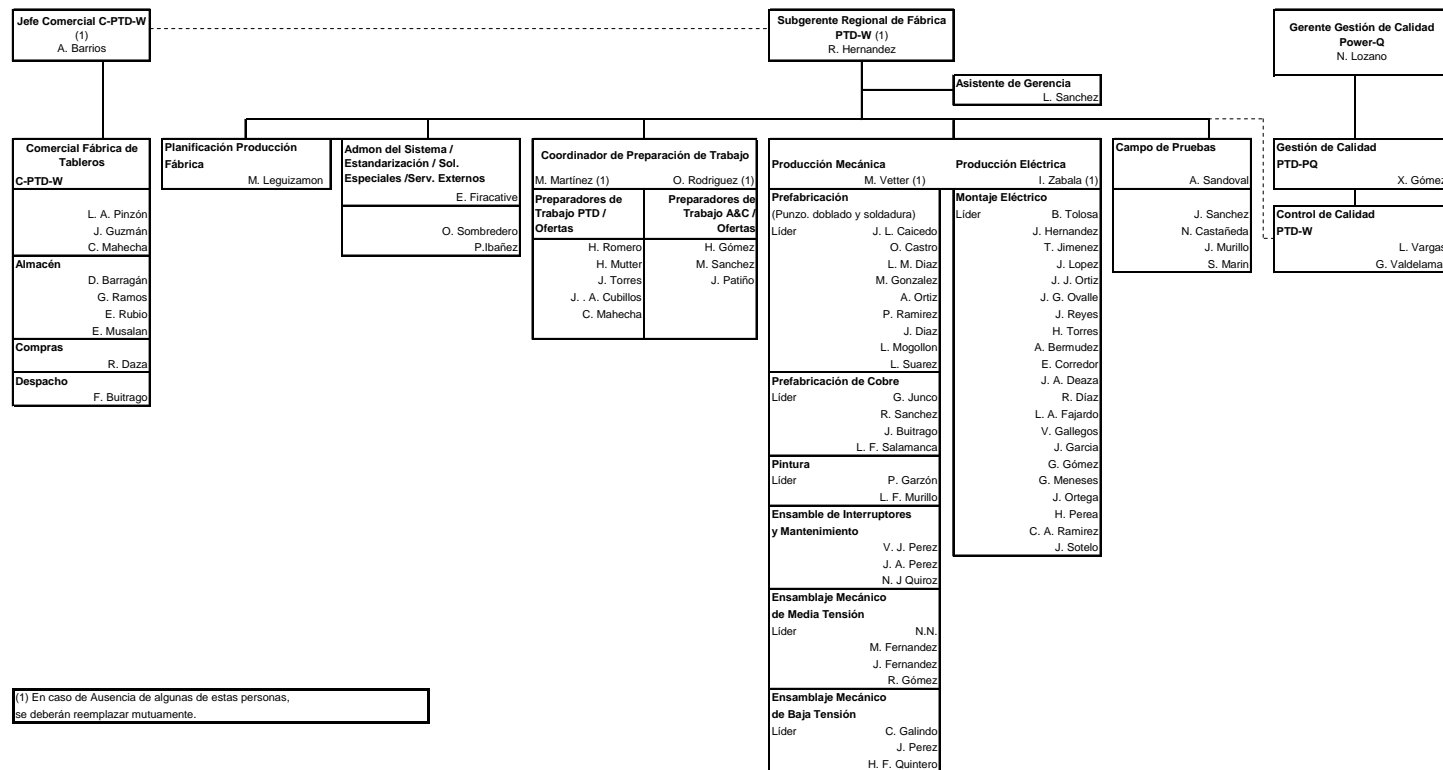 Jefe Comercial C-PTD-W
(1)
A. Barrios
Subgerente Regional de Fábrica
PTD-W (1)
R. Hernandez
Gerente Gestión de Calidad
Power-Q
N. Lozano
Asistente de Gerencia
L. Sanchez
Comercial Fábrica de
Tableros
C-PTD-W
L. A. Pinzón
J. Guzmán
C. Mahecha
Almacén
D. Barragán
G. Ramos
E. Rubio
E. Musalan
Compras
R. Daza
Despacho
F. Buitrago
Planificación Producción
Fábrica
M. Leguizamon
Admon del Sistema /
Estandarización / Sol.
Especiales /Serv. Externos
E. Firacative
O. Sombredero
P.Ibañez
Coordinador de Preparación de Trabajo
M. Martínez (1) O. Rodriguez (1)
Preparadores de
Trabajo PTD /
Ofertas
H. Romero
H. Mutter
J. Torres
J. . A. Cubillos
C. Mahecha
Preparadores de
Trabajo A&C /
Ofertas
H. Gómez
M. Sanchez
J. Patiño
Producción Mecánica
M. Vetter (1)
Prefabricación
(Punzo. doblado y soldadura)
Líder J. L. Caicedo
O. Castro
L. M. Diaz
M. Gonzalez
A. Ortiz
P. Ramirez
J. Diaz
L. Mogollon
L. Suarez
Prefabricación de Cobre
Líder G. Junco
R. Sanchez
J. Buitrago
L. F. Salamanca
Pintura
Líder P. Garzón
L. F. Murillo
Ensamble de Interruptores
y Mantenimiento
V. J. Perez
J. A. Perez
N. J Quiroz
Ensamblaje Mecánico
de Media Tensión
Líder N.N.
M. Fernandez
J. Fernandez
R. Gómez
Ensamblaje Mecánico
de Baja Tensión
Líder C. Galindo
J. Perez
H. F. Quintero
Producción Eléctrica
I. Zabala (1)
Montaje Eléctrico
Líder B. Tolosa
J. Hernandez
T. Jimenez
J. Lopez
J. J. Ortiz
J. G. Ovalle
J. Reyes
H. Torres
A. Bermudez
E. Corredor
J. A. Deaza
R. Díaz
L. A. Fajardo
V. Gallegos
J. Garcia
G. Gómez
G. Meneses
J. Ortega
H. Perea
C. A. Ramirez
J. Sotelo
Campo de Pruebas
A. Sandoval
J. Sanchez
N. Castañeda
J. Murillo
S. Marin
Gestión de Calidad
PTD-PQ
X. Gómez
Control de Calidad
PTD-W
L. Vargas
G. Valdelamar
(1) En caso de Ausencia de algunas de estas personas,
se deberán reemplazar mutuamente.